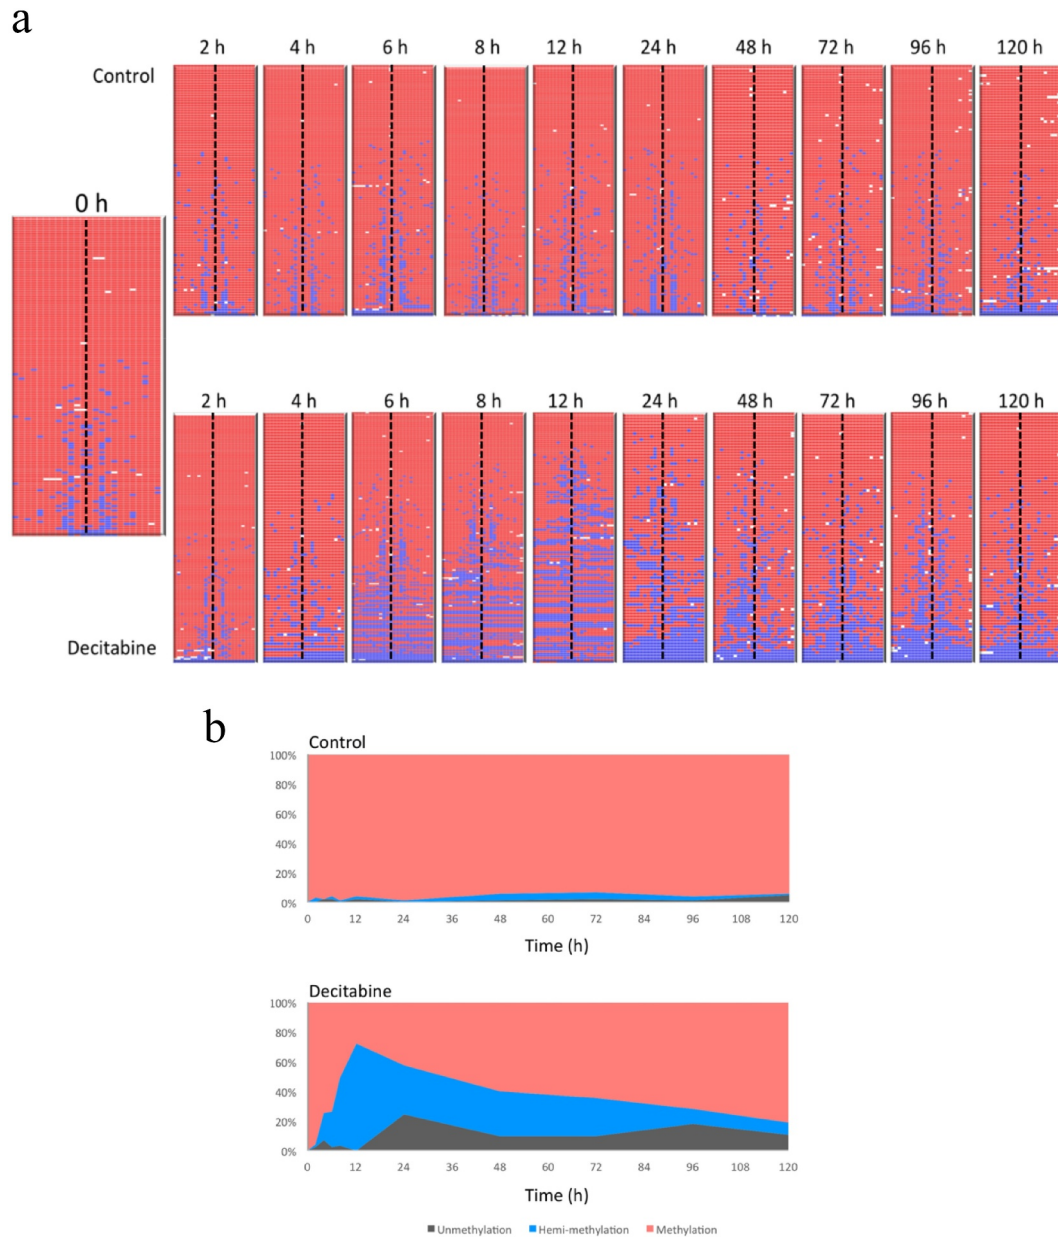 a
2 h 4 h 6 h 8 h 12 h 24 h 48 h 72 h 96 h 120 h
Control
0 h
2 h 4 h 6 h 8 h 12 h 24 h 48 h 72 h 96 h 120 h
Decitabine
b
Control
100%
80%
60%
40%
20%
0%
0 12 24 36 48 60 72 84 96 108 120
Time (h)
Decitabine
100%
80%
60%
40%
20%
0%
0 12 24 36 48 60 72 84 96 108 120
Time (h)
Unmethylation Hemi-methylation Methylation